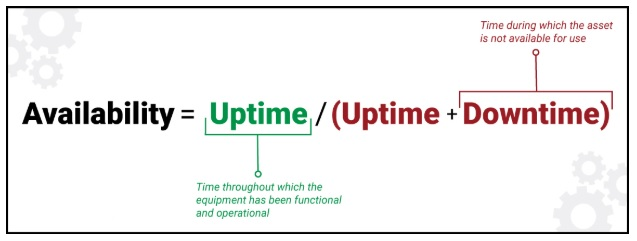 Time during which the asset
is not available for use
Availability = Uptime / (Uptime + Downtime)
Time throughout which the
equipment has been functional
and operational